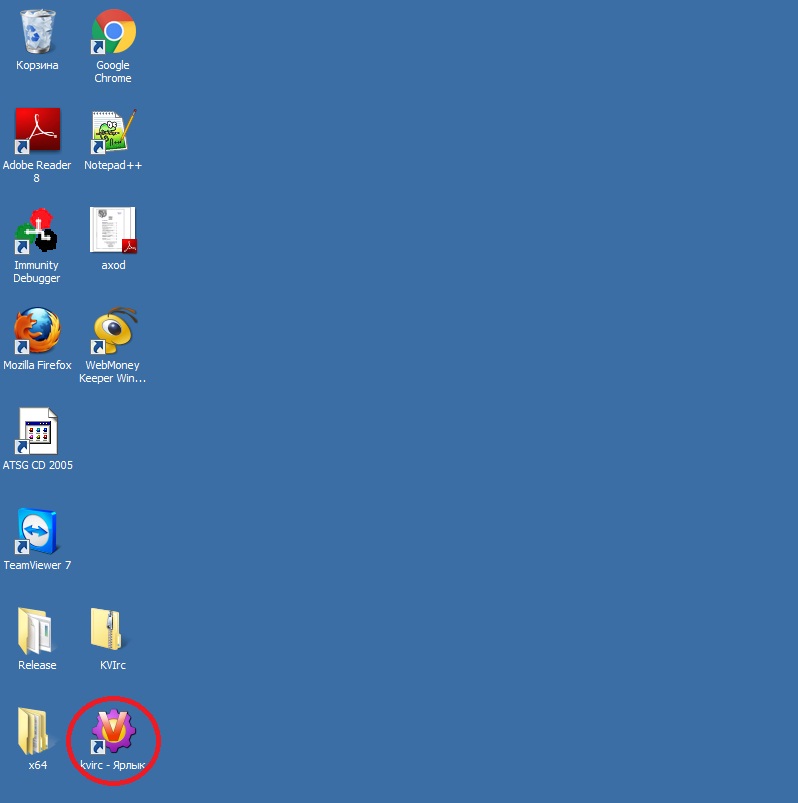 Корзина
Google
Chrome
Adobe Reader
8
Notepad++
Immunity
Debugger
axod
Mozilla Firefox
WebMoney
Keeper Win...
ATSG CD 2005
TeamViewer 7
Release
KVIrc
x64
kvirc - Ярлык